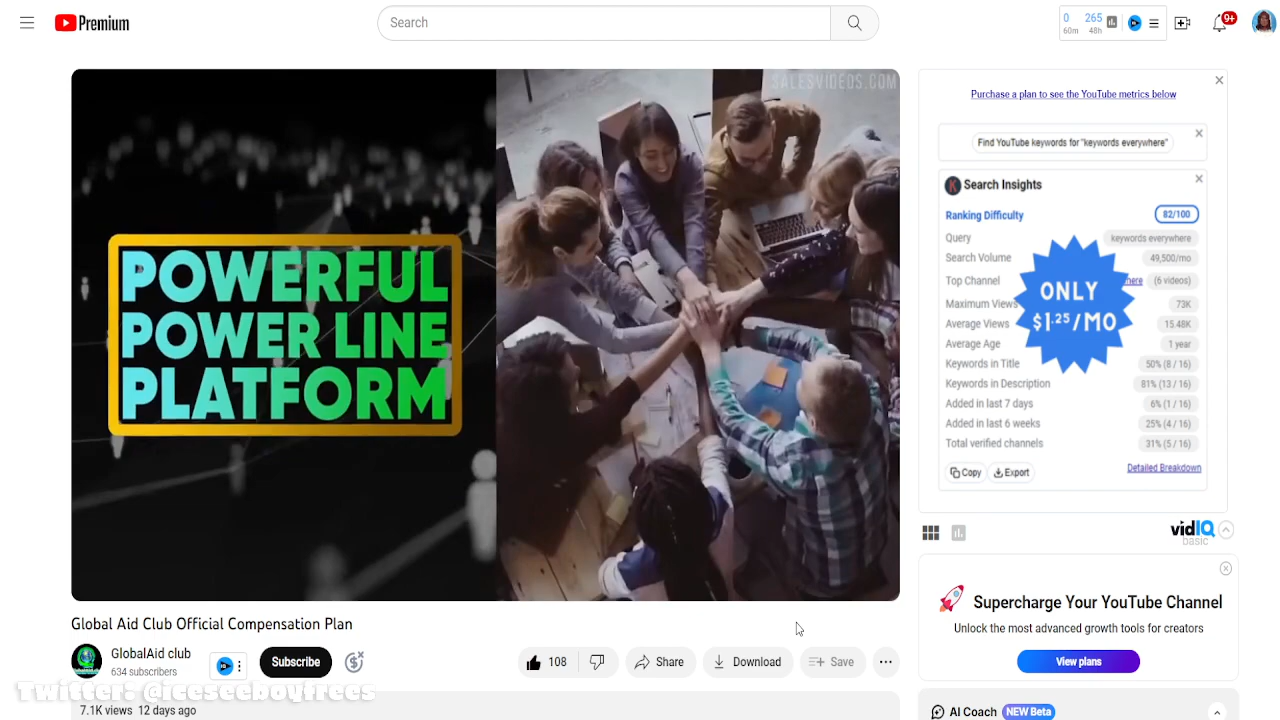 Premium
Search
0 265
60m 48h
9+
SALESVIDEOS.COM
POWERFUL
POWER LINE
PLATFORM
Purchase a plan to see the YouTube metrics below
Find YouTube keywords for "keywords everywhere"
Search Insights
Ranking Difficulty 82/100
Query keywords everywhere
Search Volume 49,500/mo
Top Channel here (6 videos)
Maximum Views 73K
Average Views 15.48K
Average Age 1 year
Keywords in Title 50% (8 / 16)
Keywords in Description 81% (13 / 16)
Added in last 7 days 6% (1 / 16)
Added in last 6 weeks 25% (4 / 16)
Total verified channels 31% (5 / 16)
ONLY
$1.25/MO
Copy Export Detailed Breakdown
vidIQ
basic
Supercharge Your YouTube Channel
Unlock the most advanced growth tools for creators
View plans
AI Coach NEW Beta
Global Aid Club Official Compensation Plan
GlobalAid club
634 subscribers
Subscribe
108 Share Download Save
Twitter: @iceseeboyfrees
7.1K views 12 days ago